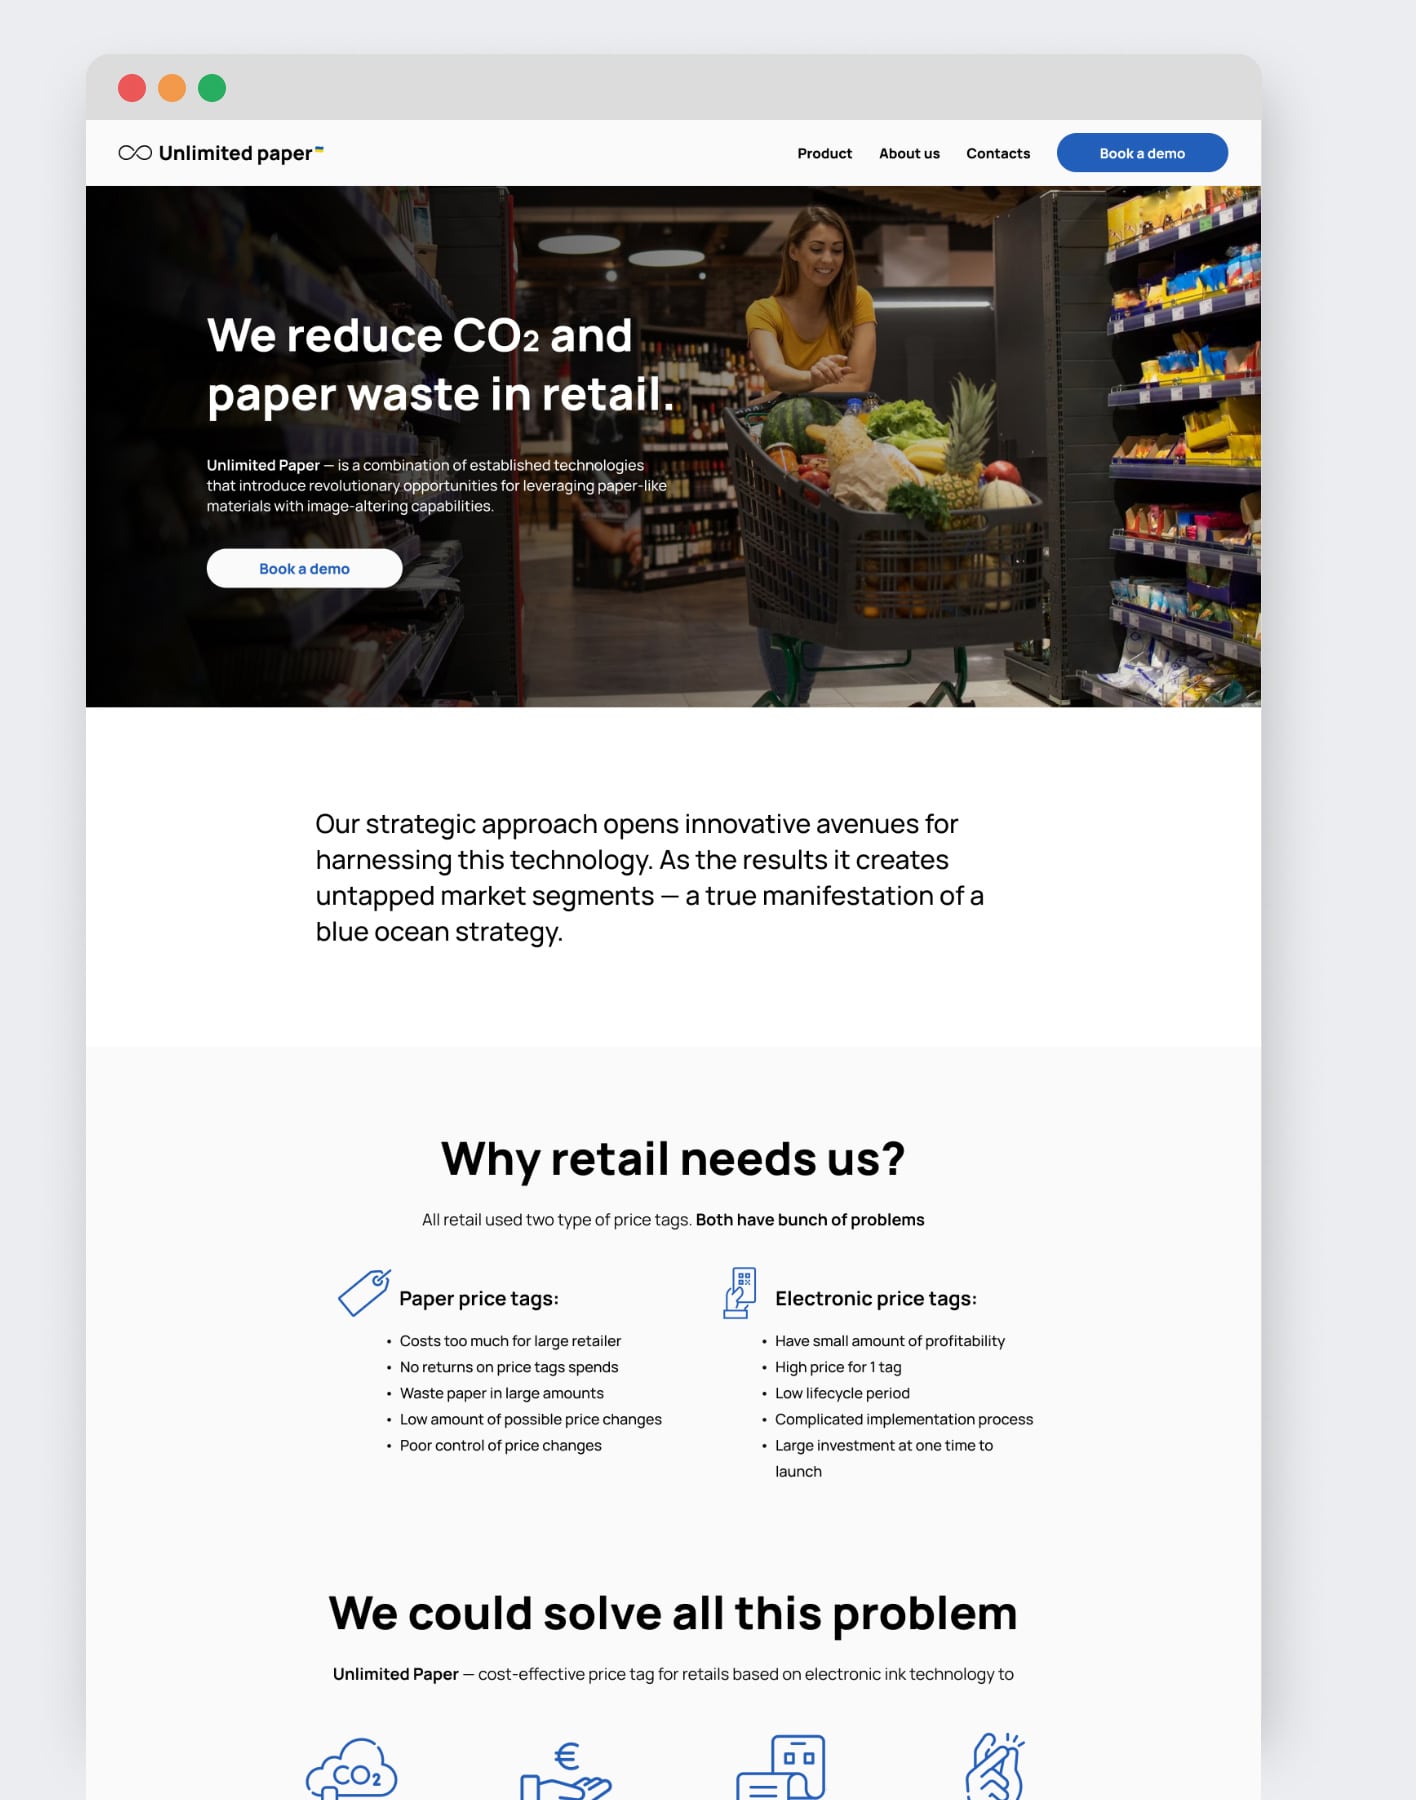 Unlimited paper
Product
About us
Contacts
Book a demo
We reduce CO₂ and
paper waste in retail.
Unlimited Paper — is a combination of established technologies
that introduce revolutionary opportunities for leveraging paper-like
materials with image-altering capabilities.
Book a demo
Our strategic approach opens innovative avenues for
harnessing this technology. As the results it creates
untapped market segments — a true manifestation of a
blue ocean strategy.
Why retail needs us?
All retail used two type of price tags. Both have bunch of problems
Paper price tags:
• Costs too much for large retailer
• No returns on price tags spends
• Waste paper in large amounts
• Low amount of possible price changes
• Poor control of price changes
Electronic price tags:
• Have small amount of profitability
• High price for 1 tag
• Low lifecycle period
• Complicated implementation process
• Large investment at one time to
launch
We could solve all this problem
Unlimited Paper — cost-effective price tag for retails based on electronic ink technology to
CO₂
€